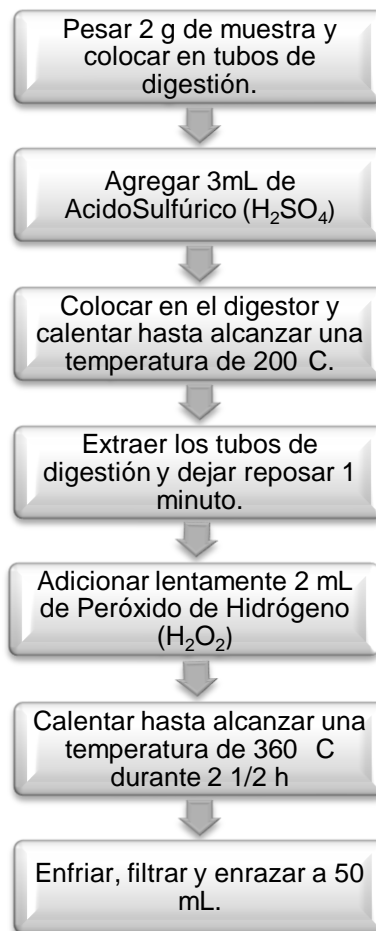 Pesar 2 g de muestra y
colocar en tubos de
digestión.
Agregar 3mL de
AcidoSulfúrico (H₂SO₄)
Colocar en el digestor y
calentar hasta alcanzar una
temperatura de 200 C.
Extraer los tubos de
digestión y dejar reposar 1
minuto.
Adicionar lentamente 2 mL
de Peróxido de Hidrógeno
(H₂O₂)
Calentar hasta alcanzar una
temperatura de 360 C
durante 2 1/2 h
Enfriar, filtrar y enrazar a 50
mL.